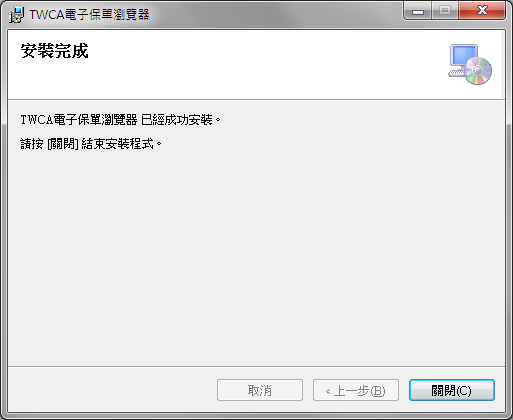 TWCA電子保單瀏覽器
安裝完成
TWCA電子保單瀏覽器 已經成功安裝。
請按 [關閉] 結束安裝程式。
取消
< 上一步(B)
關閉(C)